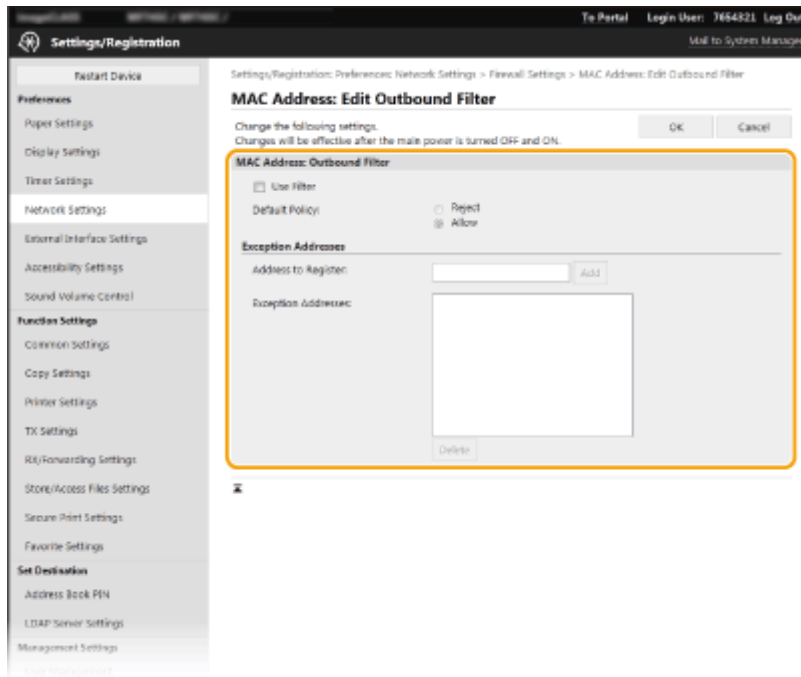 To Portal Login User: 7654321 Log Ou
Settings/Registration
Mail to System Manage
Restart Device
Preferences
Paper Settings
Display Settings
Timer Settings
Network Settings
External Interface Settings
Accessibility Settings
Sound Volume Control
Function Settings
Common Settings
Copy Settings
Printer Settings
TX Settings
RX/Forwarding Settings
Store/Access Files Settings
Secure Print Settings
Favorite Settings
Set Destination
Address Book PIN
LDAP Server Settings
Management Settings
Settings/Registration: Preferences: Network Settings > Firewall Settings > MAC Address: Edit Outbound Filter
MAC Address: Edit Outbound Filter
Change the following settings.
Changes will be effective after the main power is turned OFF and ON.
OK Cancel
MAC Address: Outbound Filter
Use Filter
Default Policy: Reject
Allow
Exception Addresses
Address to Register: Add
Exception Addresses:
Delete